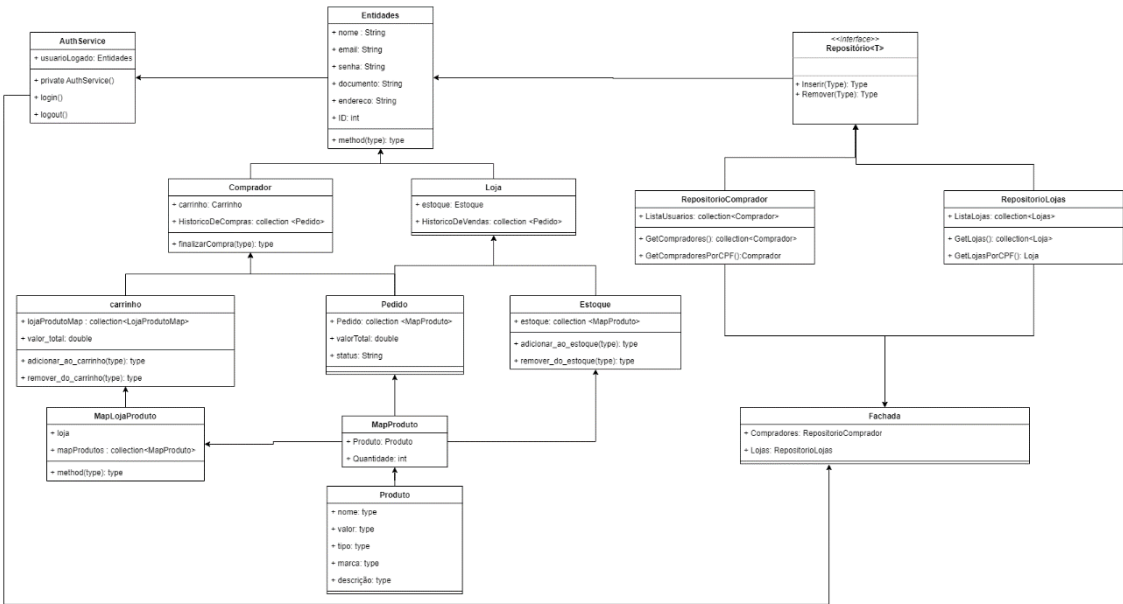 Entidades
+ nome : String
+ email: String
+ senha: String
+ documento: String
+ endereco: String
+ ID: int
+ method(type): type
AuthService
+ usuarioLogado: Entidades
+ private AuthService()
+ login()
+ logout()
<<interface>>
Repositório<T>
+ Inserir(Type): Type
+ Remover(Type): Type
Comprador
+ carrinho: Carrinho
+ HistoricoDeCompras: collection <Pedido>
+ finalizarCompra(type): type
Loja
+ estoque: Estoque
+ HistoricoDeVendas: collection <Pedido>
RepositorioComprador
+ ListaUsuarios: collection<Comprador>
+ GetCompradores(): collection<Comprador>
+ GetCompradoresPorCPF():Comprador
RepositorioLojas
+ ListaLojas: collection<Lojas>
+ GetLojas(): collection<Loja>
+ GetLojasPorCPF(): Loja
carrinho
+ lojaProdutoMap : collection<LojaProdutoMap>
+ valor_total: double
+ adicionar_ao_carrinho(type): type
+ remover_do_carrinho(type): type
Pedido
+ Pedido: collection <MapProduto>
+ valorTotal: double
+ status: String
Estoque
+ estoque: collection <MapProduto>
+ adicionar_ao_estoque(type): type
+ remover_do_estoque(type): type
MapLojaProduto
+ loja
+ mapProdutos : collection<MapProduto>
+ method(type): type
MapProduto
+ Produto: Produto
+ Quantidade: int
Fachada
+ Compradores: RepositorioComprador
+ Lojas: RepositorioLojas
Produto
+ nome: type
+ valor: type
+ tipo: type
+ marca: type
+ descrição: type